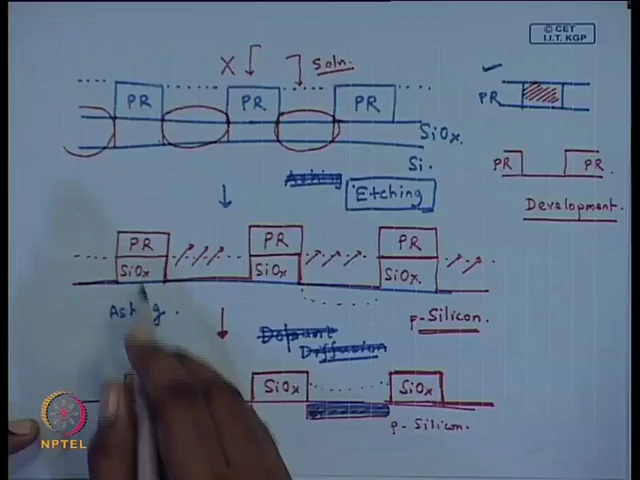 © CET
I.I.T. KGP
X Soln.
PR PR PR
PR
SiOx.
Si.
PR PR.
Ashing
Etching
Development.
PR PR PR
SiOx SiOx SiOx.
Ashing.
p-Silicon.
Dopant
Diffusion
SiOx SiOx
p-Silicon.
NPTEL